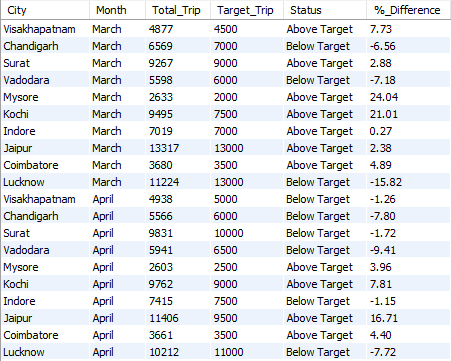 City Month Total_Trip Target_Trip Status %_Difference
Visakhapatnam March 4877 4500 Above Target 7.73
Chandigarh March 6569 7000 Below Target -6.56
Surat March 9267 9000 Above Target 2.88
Vadodara March 5598 6000 Below Target -7.18
Mysore March 2633 2000 Above Target 24.04
Kochi March 9495 7500 Above Target 21.01
Indore March 7019 7000 Above Target 0.27
Jaipur March 13317 13000 Above Target 2.38
Coimbatore March 3680 3500 Above Target 4.89
Lucknow March 11224 13000 Below Target -15.82
Visakhapatnam April 4938 5000 Below Target -1.26
Chandigarh April 5566 6000 Below Target -7.80
Surat April 9831 10000 Below Target -1.72
Vadodara April 5941 6500 Below Target -9.41
Mysore April 2603 2500 Above Target 3.96
Kochi April 9762 9000 Above Target 7.81
Indore April 7415 7500 Below Target -1.15
Jaipur April 11406 9500 Above Target 16.71
Coimbatore April 3661 3500 Above Target 4.40
Lucknow April 10212 11000 Below Target -7.72